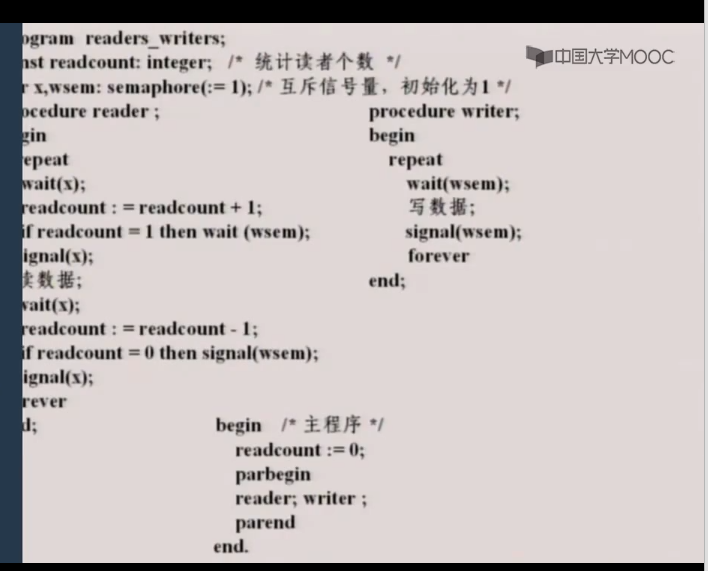 中国大学MOOC
ogram readers_writers;
nst readcount: integer; /* 统计读者个数 */
r x,wsem: semaphore(:= 1); /* 互斥信号量，初始化为1 */
ocedure reader ;
gin
epeat
wait(x);
readcount : = readcount + 1;
if readcount = 1 then wait (wsem);
ignal(x);
读数据;
wait(x);
readcount : = readcount - 1;
if readcount = 0 then signal(wsem);
ignal(x);
rever
d;
procedure writer;
begin
repeat
wait(wsem);
写数据;
signal(wsem);
forever
end;
begin /* 主程序 */
readcount := 0;
parbegin
reader; writer ;
parend
end.